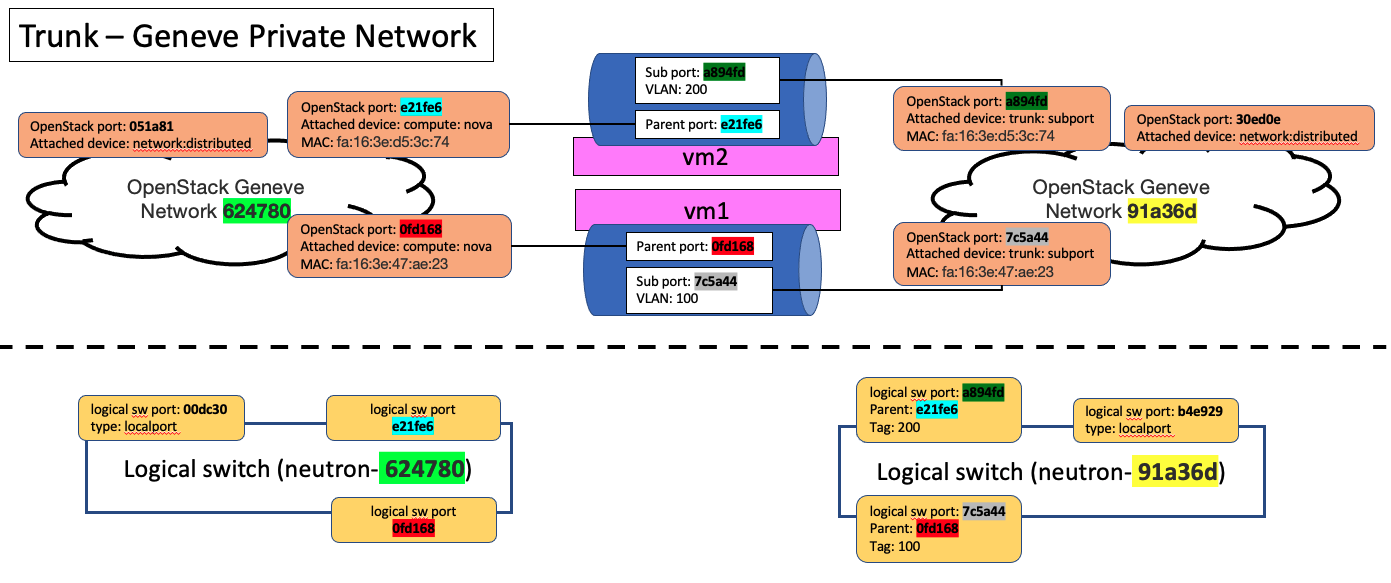 Trunk – Geneve Private Network
OpenStack port: 051a81
Attached device: network:distributed
OpenStack port: e21fe6
Attached device: compute: nova
MAC: fa:16:3e:d5:3c:74
OpenStack Geneve
Network 624780
OpenStack port: 0fd168
Attached device: compute: nova
MAC: fa:16:3e:47:ae:23
Sub port: a894fd
VLAN: 200
Parent port: e21fe6
vm2
vm1
Parent port: 0fd168
Sub port: 7c5a44
VLAN: 100
OpenStack port: a894fd
Attached device: trunk: subport
MAC: fa:16:3e:d5:3c:74
OpenStack port: 30ed0e
Attached device: network:distributed
OpenStack Geneve
Network 91a36d
OpenStack port: 7c5a44
Attached device: trunk: subport
MAC: fa:16:3e:47:ae:23
logical sw port: 00dc30
type: localport
logical sw port
e21fe6
Logical switch (neutron- 624780)
logical sw port
0fd168
logical sw port: a894fd
Parent: e21fe6
Tag: 200
logical sw port: b4e929
type: localport
Logical switch (neutron- 91a36d)
logical sw port: 7c5a44
Parent: 0fd168
Tag: 100